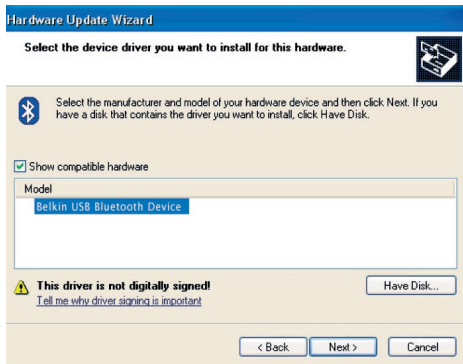 Hardware Update Wizard
Select the device driver you want to install for this hardware.
Select the manufacturer and model of your hardware device and then click Next. If you
have a disk that contains the driver you want to install, click Have Disk.
Show compatible hardware
Model
Belkin USB Bluetooth Device
This driver is not digitally signed!
Tell me why driver signing is important
Have Disk...
< Back
Next >
Cancel